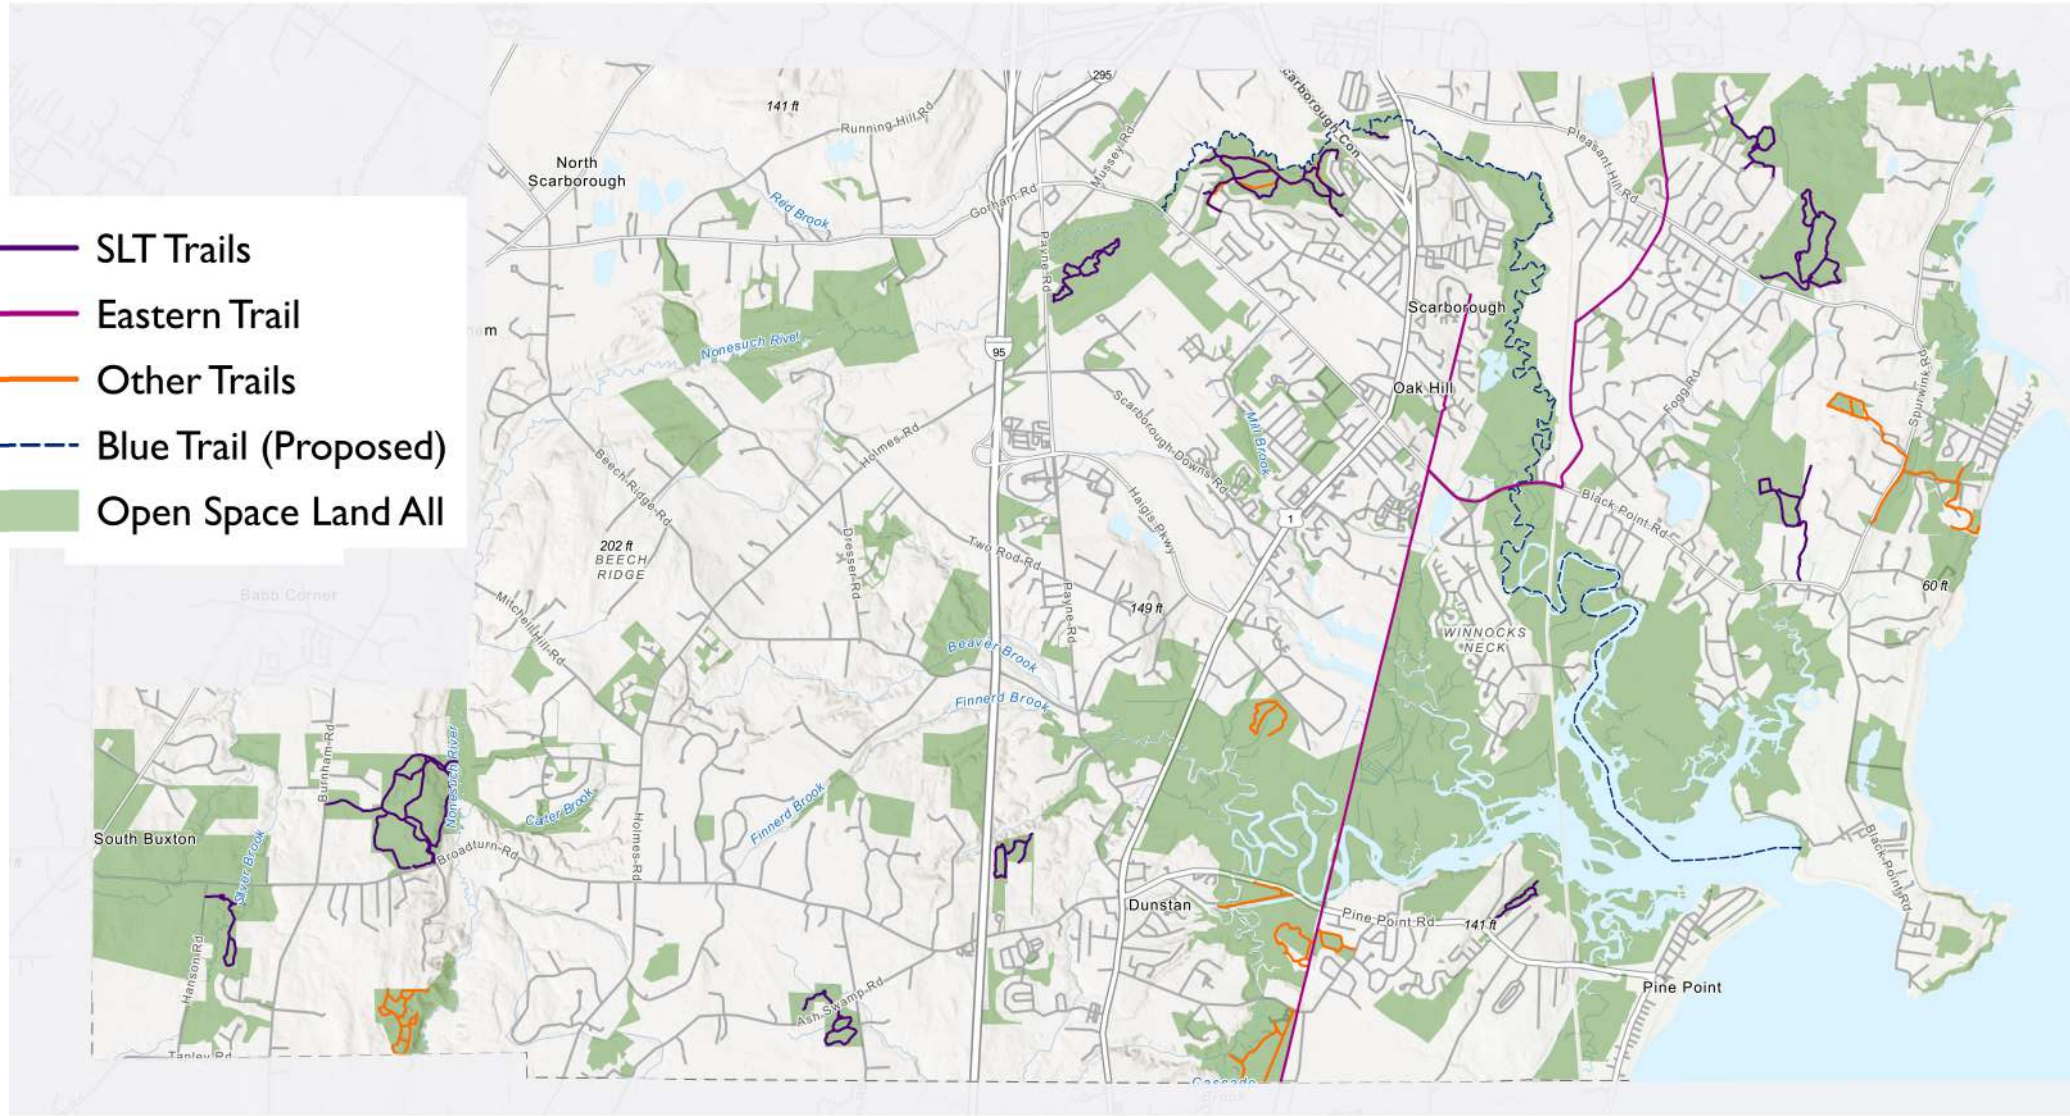 SLT Trails
Eastern Trail
Other Trails
Blue Trail (Proposed)
Open Space Land All
295
141 ft
Running Hill Rd
North
Scarborough
Red Brook
Gorham Rd
Mussey Rd
carborough Con
Pleasant Hill Rd
Payne Rd
Scarborough
Nonesuch River
95
m
Oak Hill
Spurwink Rd
Fogg Rd
Holmes Rd
Scarborough Downs Rd
Mill Brook
Beech Ridge Rd
Haigis Pkwy
Black Point Rd
1
202 ft
BEECH
RIDGE
Dresser Rd
Two Rod Rd
Payne Rd
149 ft
60 ft
Babb Corner
Mitchell Hill Rd
WINNOCKS
NECK
Beaver Brook
Finnerd Brook
Burnham Rd
Nonesuch River
Carter Brook
Finnerd Brook
Holmes Rd
South Buxton
Silver Brook
Broadturn Rd
Black Point Rd
Dunstan
Pine Point Rd
141 ft
Hanson Rd
Pine Point
Ash Swamp Rd
Tapley Rd
Cascade
Brook